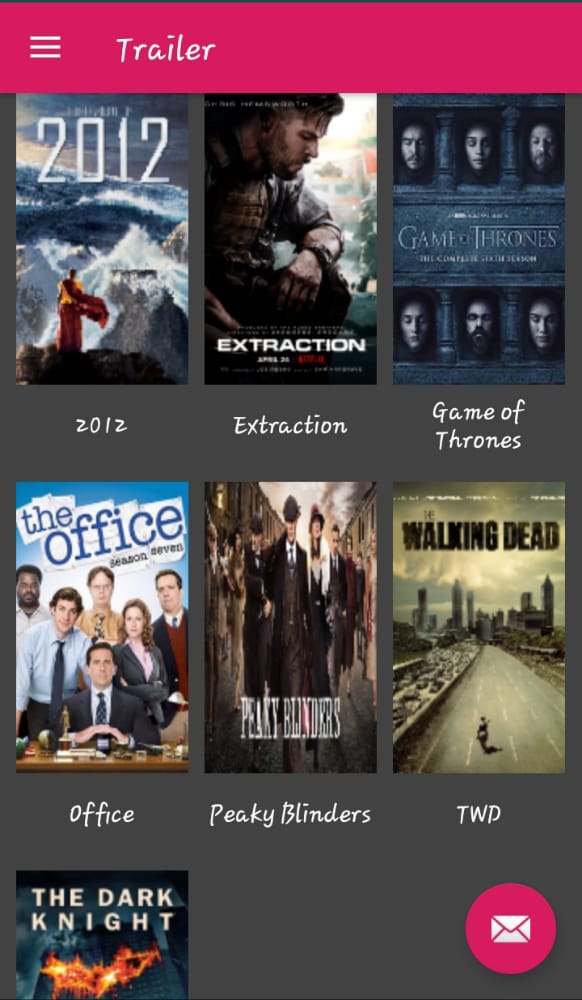 Trailer
2012
CHRIS HEMSWORTH
GAME OF THRONES
THE COMPLETE SIXTH SEASON
EXTRACTION
APRIL 24 NETFLIX
2012
Extraction
Game of
Thrones
the
office
season seven
PEAKY BLINDERS
THE
WALKING DEAD
Office
Peaky Blinders
TWD
THE DARK
KNIGHT